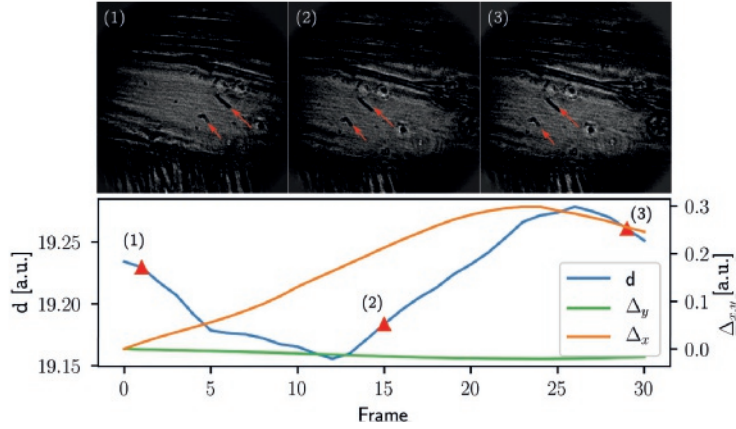 (1) (2) (3)
d [a.u.]
19.25
19.20
19.15
(1)
(2)
(3)
0.3
0.2
0.1
0.0
Δx,y [a.u.]
d
Δy
Δx
0 5 10 15 20 25 30
Frame